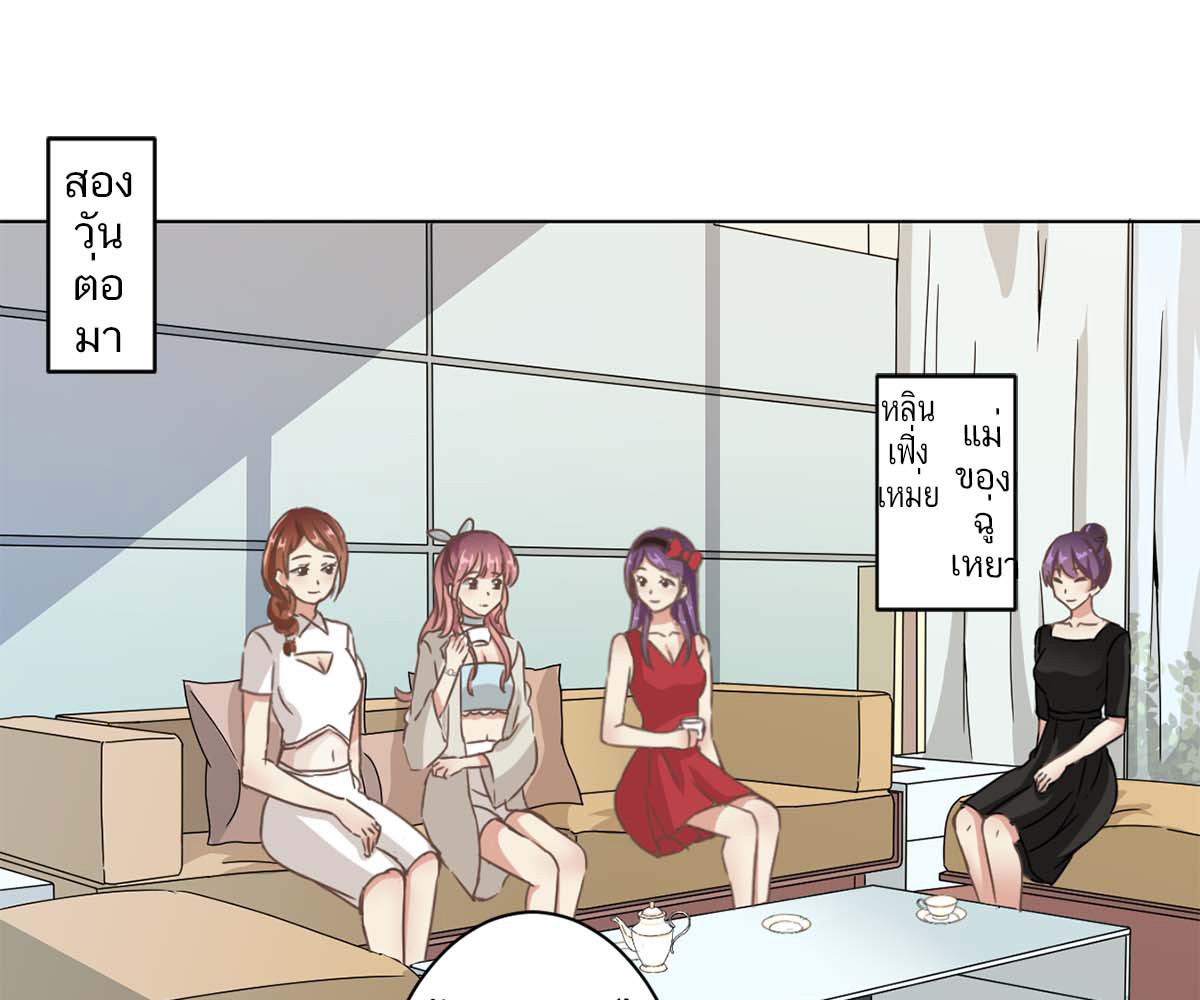 สอง
วัน
ต่อ
มา
แม่
ของ
ฉู่
เหยา
หลิน
เฟิ่ง
เหม่ย